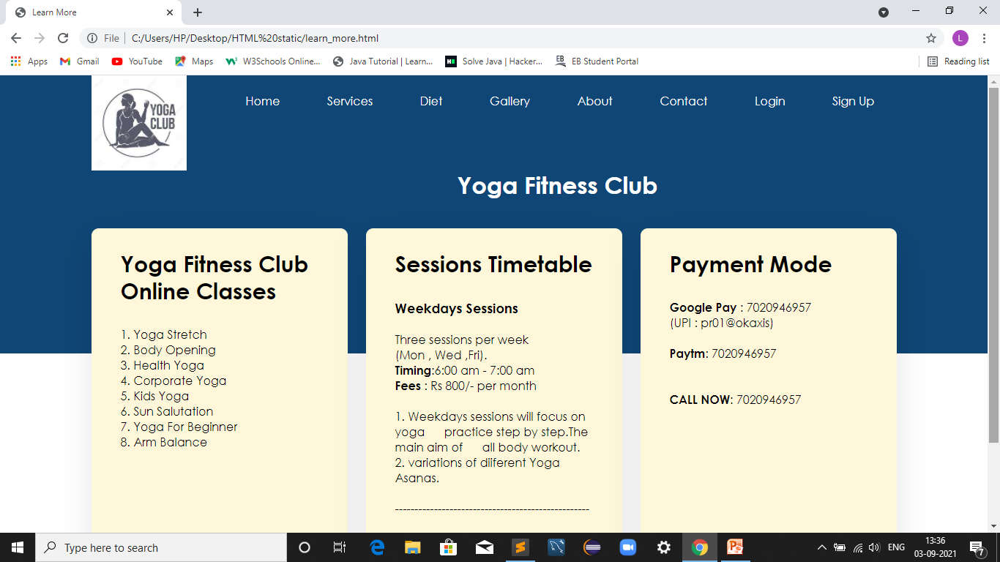 Learn More
File
C:/Users/HP/Desktop/HTML%20static/learn_more.html
L
Apps
Gmail
YouTube
Maps
W3Schools Online...
Java Tutorial | Learn...
Solve Java | Hacker...
EB Student Portal
Reading list
YOGA
CLUB
Home
Services
Diet
Gallery
About
Contact
Login
Sign Up
Yoga Fitness Club
Yoga Fitness Club
Online Classes
1. Yoga Stretch
2. Body Opening
3. Health Yoga
4. Corporate Yoga
5. Kids Yoga
6. Sun Salutation
7. Yoga For Beginner
8. Arm Balance
Sessions Timetable
Weekdays Sessions
Three sessions per week
(Mon , Wed ,Fri).
Timing:6:00 am - 7:00 am
Fees : Rs 800/- per month
1. Weekdays sessions will focus on
yoga practice step by step.The
main aim of all body workout.
2. variations of diiferent Yoga
Asanas.
--------------------------------------------------
Payment Mode
Google Pay : 7020946957
(UPI : pr01@okaxis)
Paytm: 7020946957
CALL NOW: 7020946957
Type here to search
ENG
13:36
03-09-2021
7